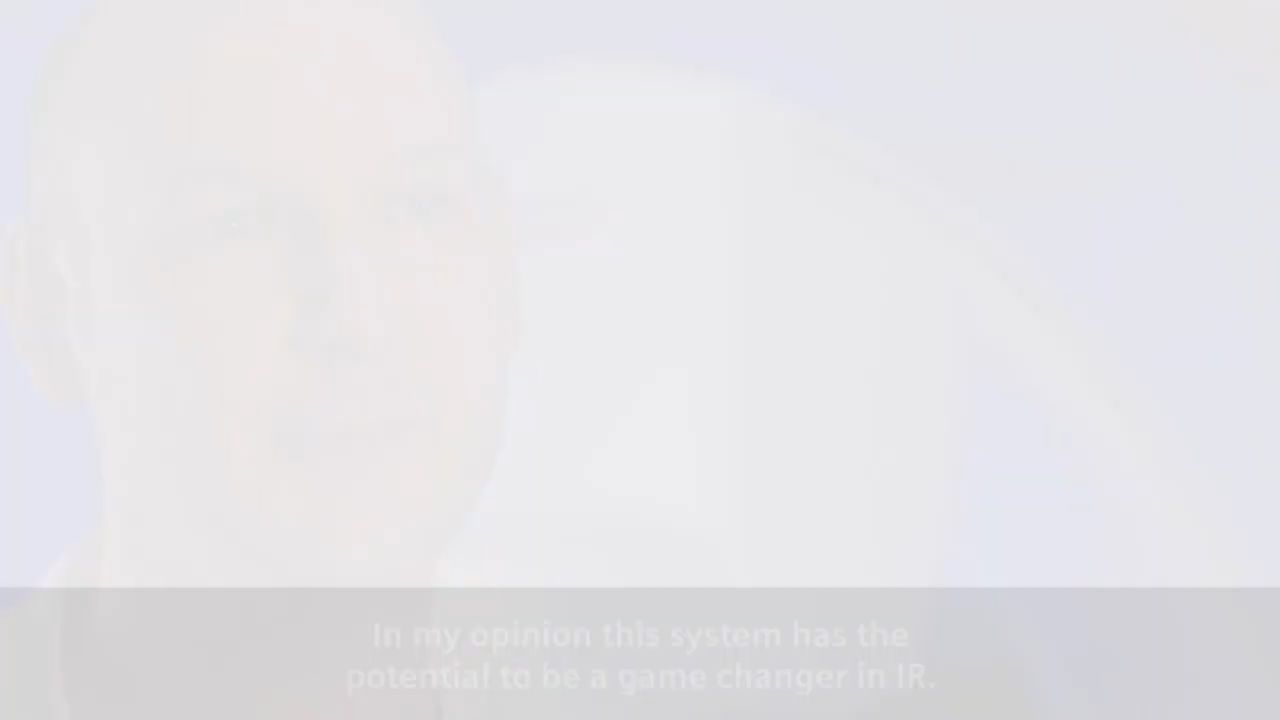 In my opinion this system has the
potential to be a game changer in IR.